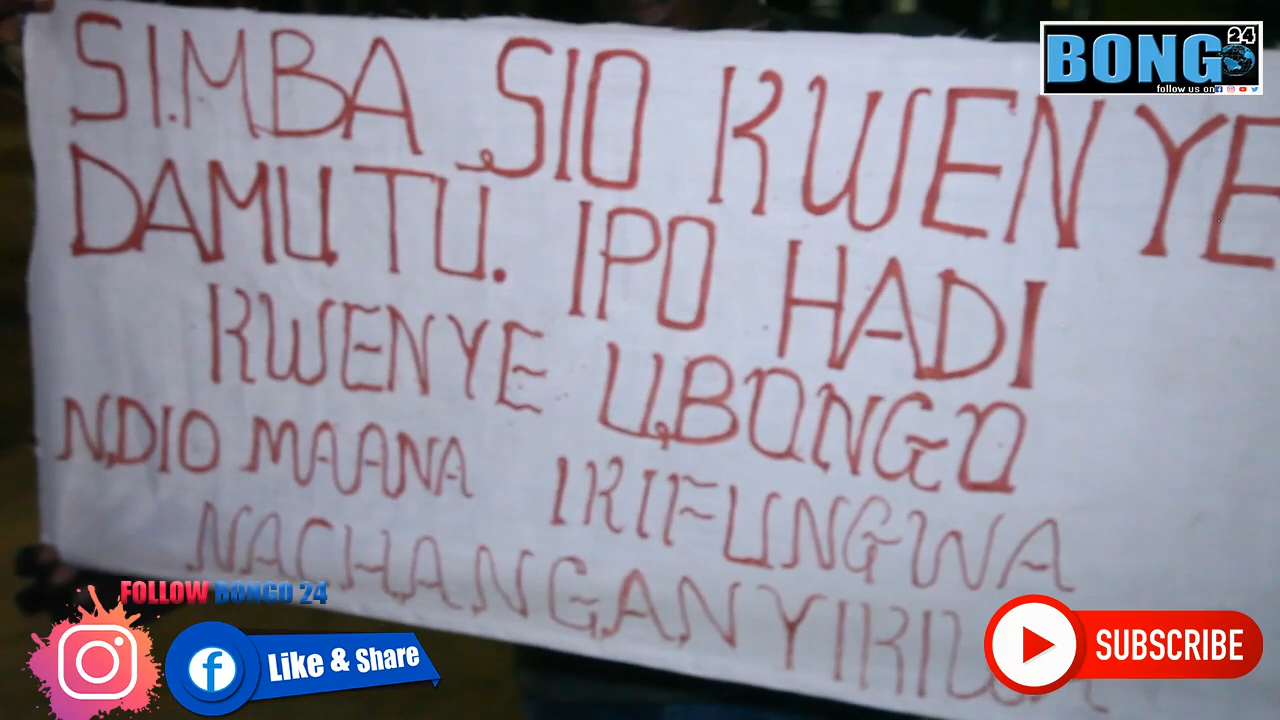 BONGO 24
follow us on
SIMBA SIO KWENYE
DAMU TU. IPO HADI
KWENYE UBONGO
NDIO MAANA IKIFUNGWA
NACHANGANYIKIWA
FOLLOW BONGO 24
Like & Share
SUBSCRIBE